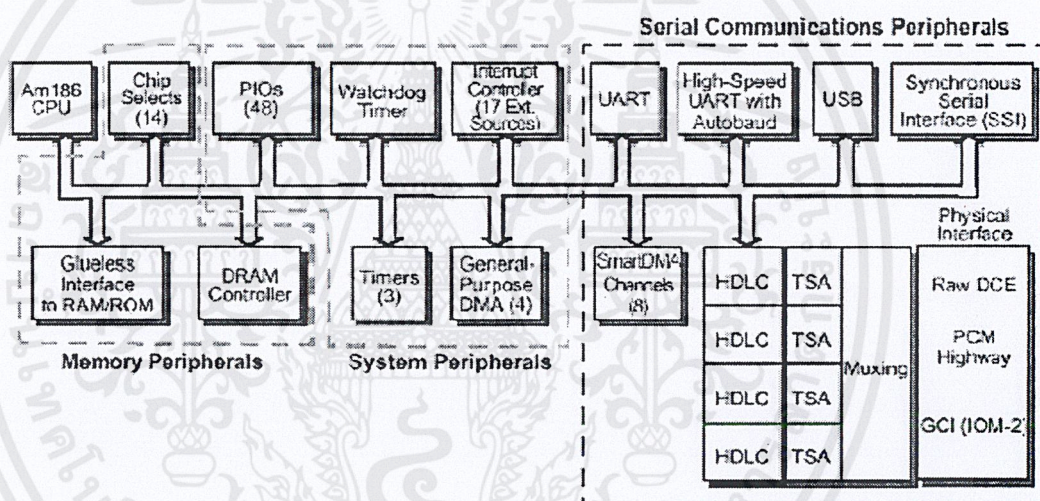 Serial Communications Peripherals
Am186
CPU
Chip
Selects
(14)
PIOs
(48)
Watchdog
Timer
Interrupt
Controller
(17 Ext.
Sources)
UART
High-Speed
UART with
Autobaud
USB
Synchronous
Serial
Interface (SSI)
Glueless
Interface
to RAM/ROM
DRAM
Controller
Timers
(3)
General-
Purpose
DMA (4)
SmartDMA
Channels
(8)
Memory Peripherals
System Peripherals
HDLC TSA
HDLC TSA
HDLC TSA
HDLC TSA
Muxing
Physical
Interface
Raw DCE
PCM
Highway
GCI (IOM-2)